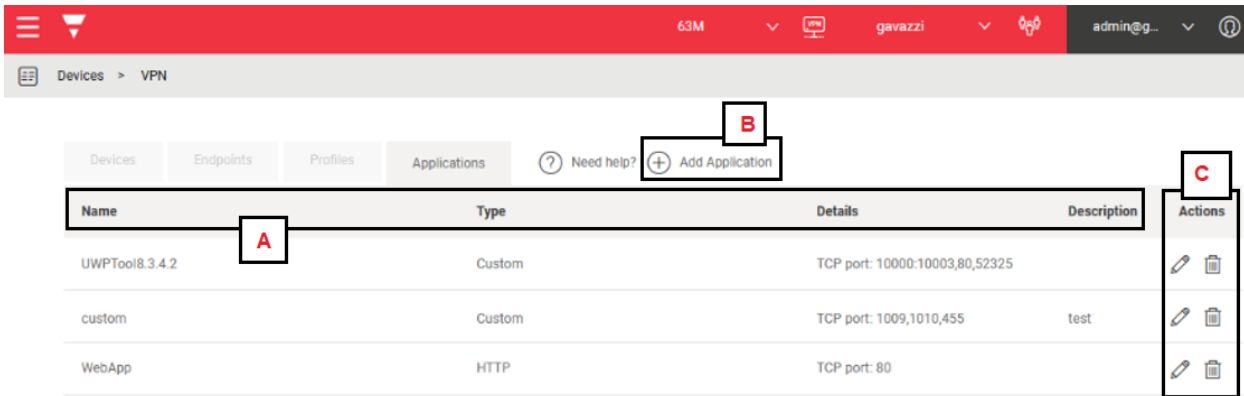 63M VPN gavazzi admin@g...
Devices > VPN
B
Devices Endpoints Profiles Applications ? Need help? + Add Application
C
Name Type Details Description Actions
A
UWPTool8.3.4.2 Custom TCP port: 10000:10003,80,52325
custom Custom TCP port: 1009,1010,455 test
WebApp HTTP TCP port: 80